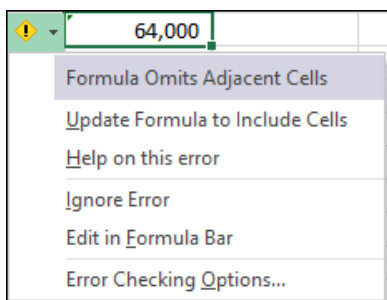 64,000
Formula Omits Adjacent Cells
Update Formula to Include Cells
Help on this error
Ignore Error
Edit in Formula Bar
Error Checking Options...